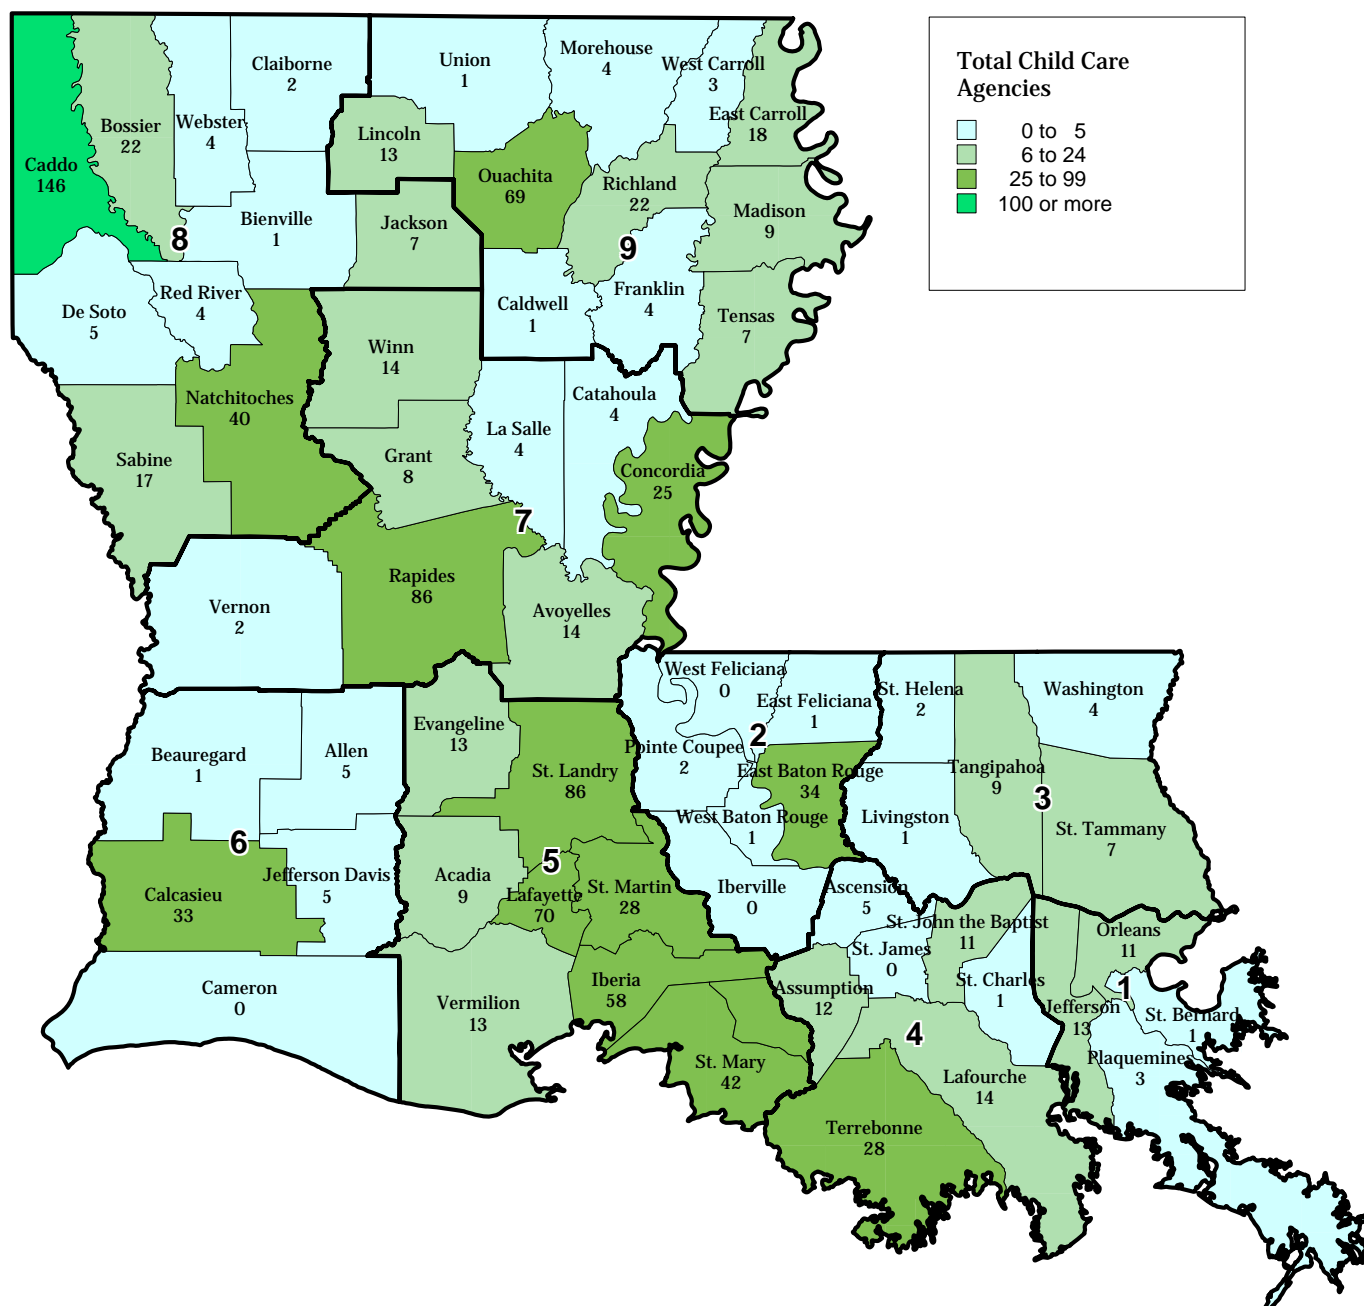 Total Child Care
Agencies
0 to 5
6 to 24
25 to 99
100 or more
Caddo
146
Bossier
22
Webster
4
Claiborne
2
Union
1
Morehouse
4
West Carroll
3
East Carroll
18
Lincoln
13
Ouachita
69
Richland
22
Madison
9
Bienville
1
Jackson
7
8
9
De Soto
5
Red River
4
Caldwell
1
Franklin
4
Tensas
7
Winn
14
Natchitoches
40
Sabine
17
Grant
8
La Salle
4
Catahoula
4
Concordia
25
7
Vernon
2
Rapides
86
Avoyelles
14
West Feliciana
0
East Feliciana
1
St. Helena
2
Washington
4
Beauregard
1
Allen
5
Evangeline
13
St. Landry
86
Pointe Coupee
2
2
East Baton Rouge
34
Tangipahoa
9
3
West Baton Rouge
1
Livingston
1
St. Tammany
7
6
Calcasieu
33
Jefferson Davis
5
Acadia
9
5
Lafayette
70
St. Martin
28
Iberville
0
Ascension
5
St. John the Baptist
11
Orleans
11
St. James
0
St. Charles
1
Cameron
0
Vermilion
13
Iberia
58
Assumption
12
Jefferson
13
1
St. Bernard
1
St. Mary
42
4
Lafourche
14
Plaquemines
3
Terrebonne
28